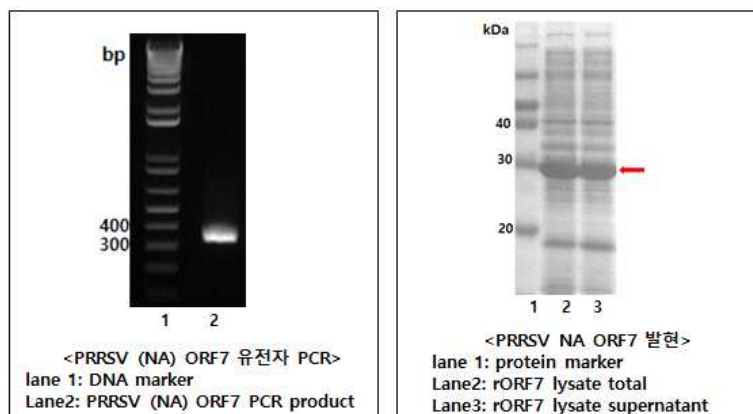 bp
400
300
1 2
<PRRSV (NA) ORF7 유전자 PCR>
lane 1: DNA marker
Lane2: PRRSV (NA) ORF7 PCR product
kDa
40
30
20
1 2 3
<PRRSV NA ORF7 발현>
lane 1: protein marker
Lane2: rORF7 lysate total
Lane3: rORF7 lysate supernatant